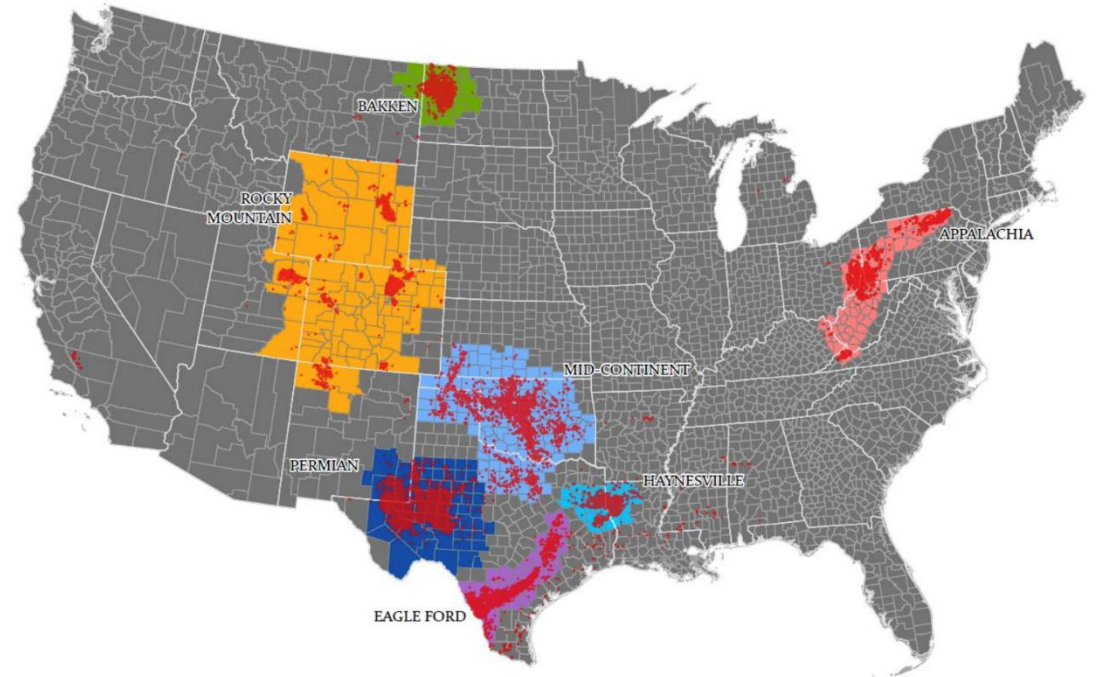 BAKKEN
ROCKY
MOUNTAIN
APPALACHIA
MID-CONTINENT
PERMIAN
HAYNESVILLE
EAGLE FORD